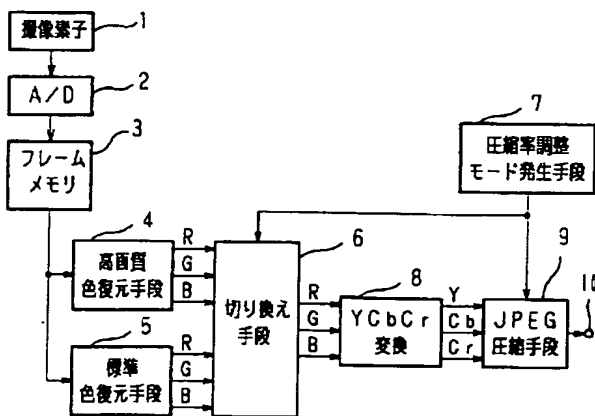 1
撮像素子
2
A/D
3
フレーム
メモリ
4
高画質
色復元手段
R
G
B
5
標準
色復元手段
R
G
B
6
切り換え
手段
R
G
B
7
圧縮率調整
モード発生手段
8
YCbCr
変換
Y
Cb
Cr
9
JPEG
圧縮手段
10